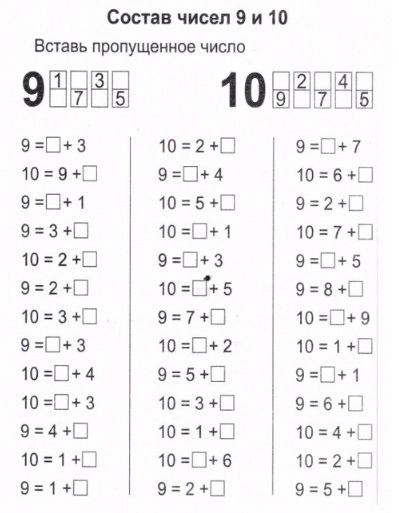 Состав чисел 9 и 10
Вставь пропущенное число
9 1 3
7 5
10 2 4
9 7 5
9 =□+ 3
10 = 9 +□
9 =□+ 1
9 = 3 +□
10 = 2 +□
9 = 2 +□
10 = 3 +□
9 =□+ 3
10 =□+ 4
10 =□+ 3
9 = 4 +□
10 = 1 +□
9 = 1 +□
10 = 2 +□
9 =□+ 4
10 = 5 +□
10 =□+ 1
9 =□+ 3
10 =□+ 5
9 = 7 +□
10 =□+ 2
9 = 5 +□
10 = 3 +□
10 = 1 +□
10 =□+ 6
9 = 2 +□
9 =□+ 7
10 = 6 +□
9 = 2 +□
10 = 7 +□
9 =□+ 5
9 = 8 +□
10 =□+ 9
10 = 1 +□
9 =□+ 1
9 = 6 +□
10 = 4 +□
10 = 2 +□
9 = 5 +□